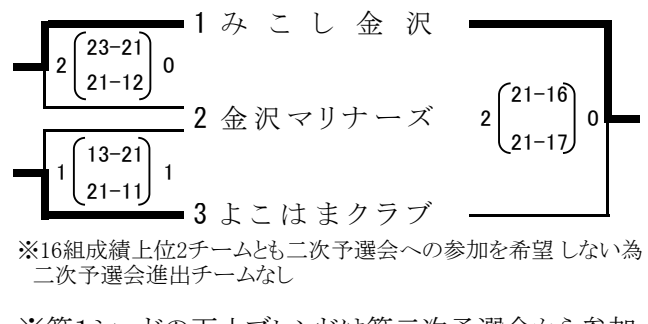 1 みこし金沢
2 23-21 0
21-12
2 金沢マリナーズ
2 21-16 0
21-17
1 13-21 1
21-11
3 よこはまクラブ
※16組成績上位2チームとも二次予選会への参加を希望しない為
二次予選会進出チームなし